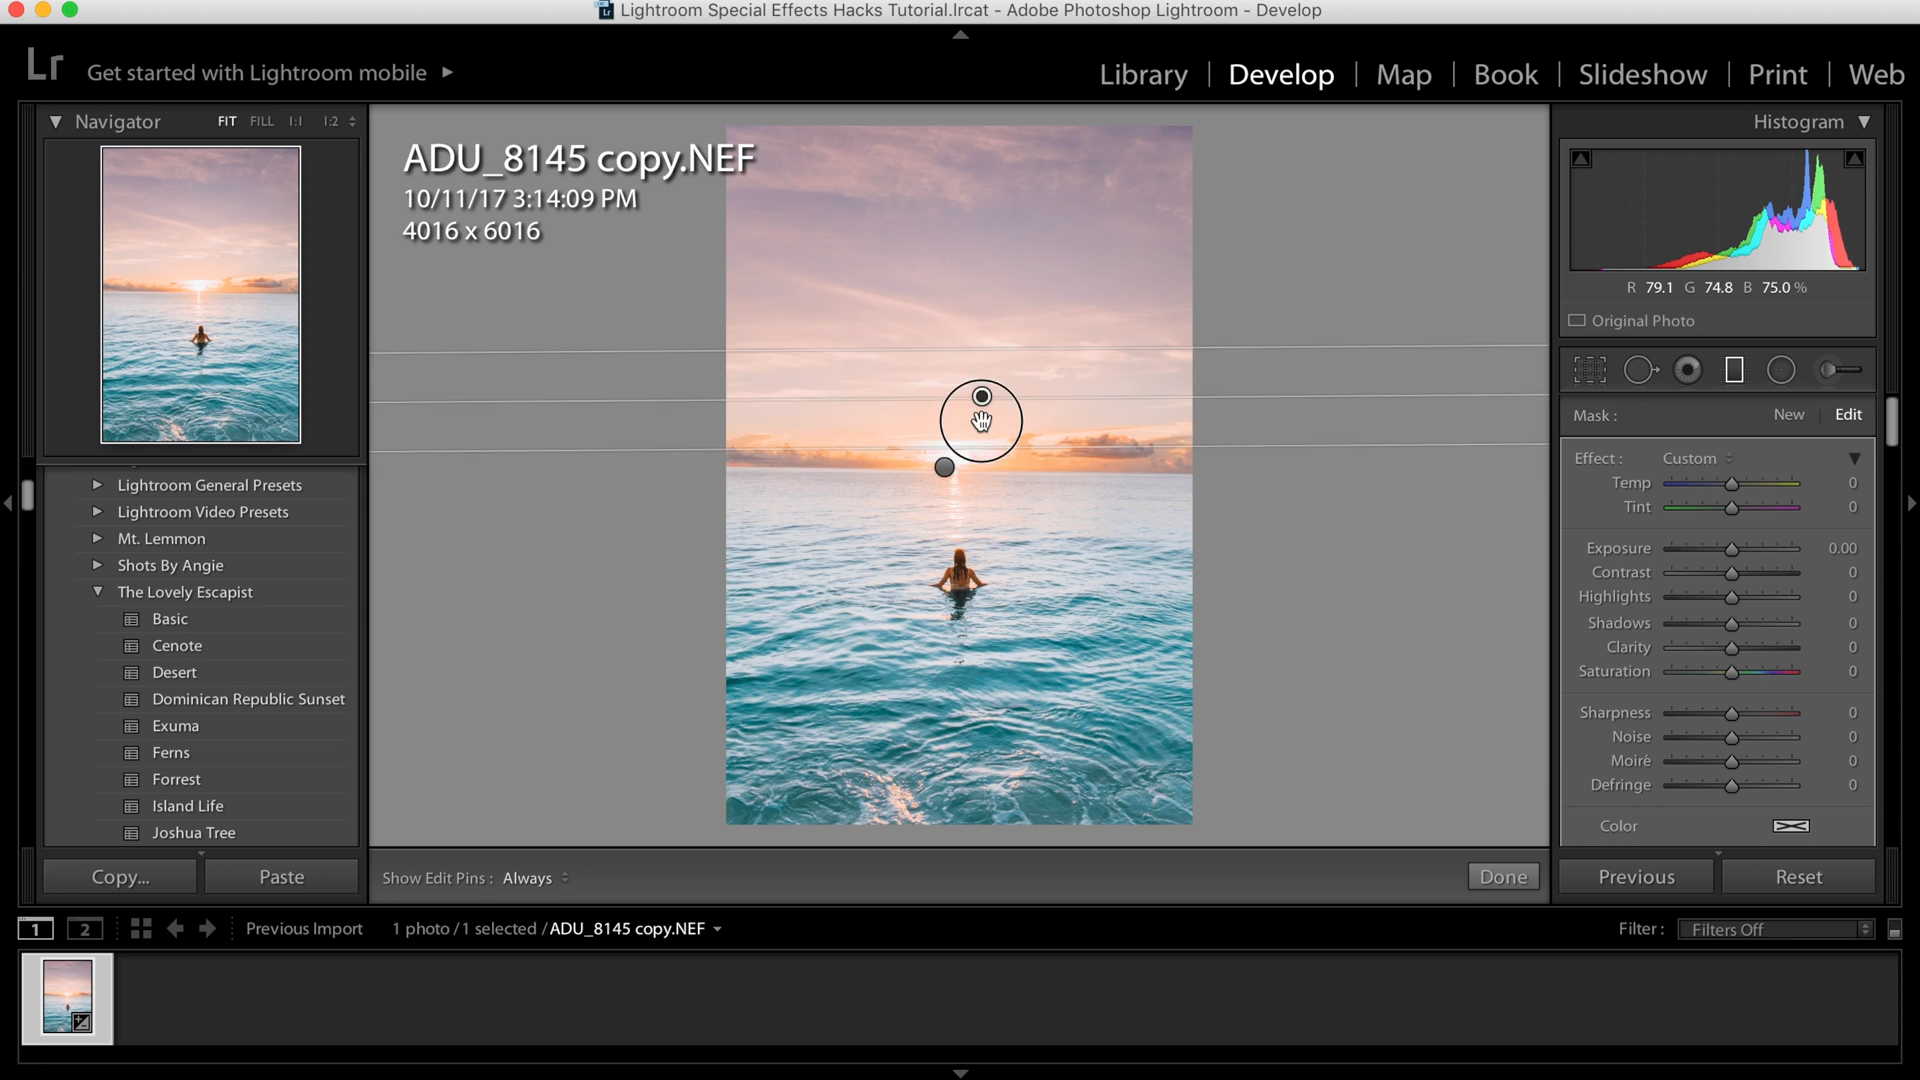 Lightroom Special Effects Hacks Tutorial.lrcat - Adobe Photoshop Lightroom - Develop
Lr Get started with Lightroom mobile
Library | Develop | Map | Book | Slideshow | Print | Web
Navigator FIT FILL 1:1 1:2
Histogram
ADU_8145 copy.NEF
10/11/17 3:14:09 PM
4016 x 6016
R 79.1 G 74.8 B 75.0 %
Original Photo
Mask : New Edit
Effect : Custom
Temp 0
Tint 0
Exposure 0.00
Contrast 0
Highlights 0
Shadows 0
Clarity 0
Saturation 0
Sharpness 0
Noise 0
Moiré 0
Defringe 0
Color
Lightroom General Presets
Lightroom Video Presets
Mt. Lemmon
Shots By Angie
The Lovely Escapist
Basic
Cenote
Desert
Dominican Republic Sunset
Exuma
Ferns
Forrest
Island Life
Joshua Tree
Copy... Paste
Show Edit Pins : Always
Done
Previous Reset
1 2 Previous Import 1 photo / 1 selected / ADU_8145 copy.NEF
Filter : Filters Off